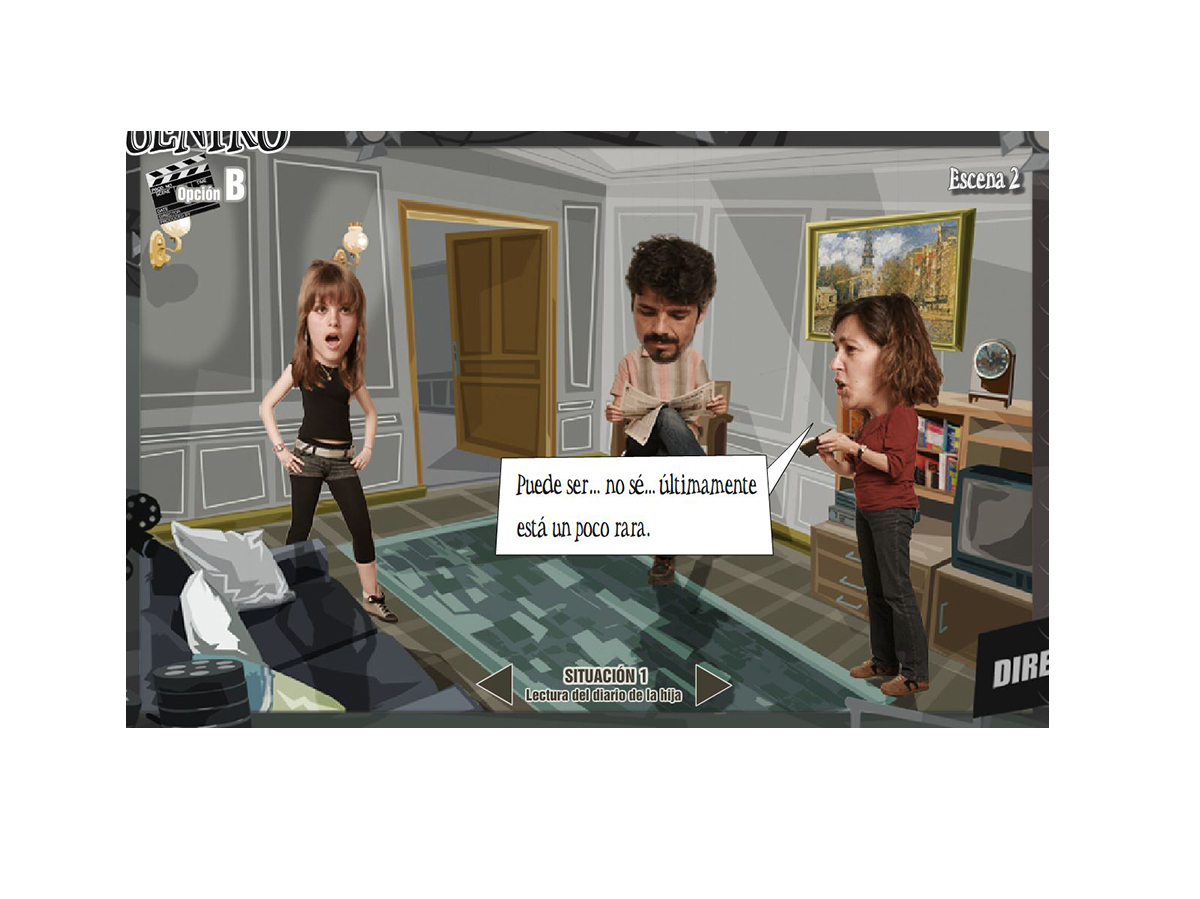 Opción B
Escena 2
Puede ser... no sé... últimamente
está un poco rara.
SITUACIÓN 1
Lectura del diario de la hija
DIRE